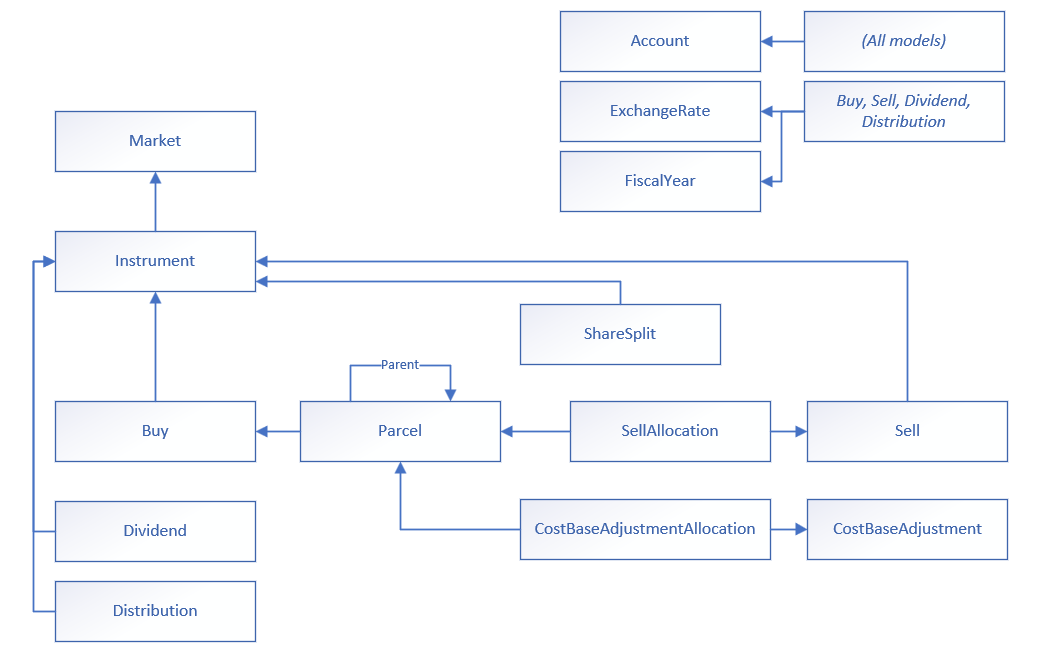 Account
(All models)
ExchangeRate
Buy, Sell, Dividend,
Distribution
Market
FiscalYear
Instrument
ShareSplit
Parent
Buy
Parcel
SellAllocation
Sell
Dividend
CostBaseAdjustmentAllocation
CostBaseAdjustment
Distribution